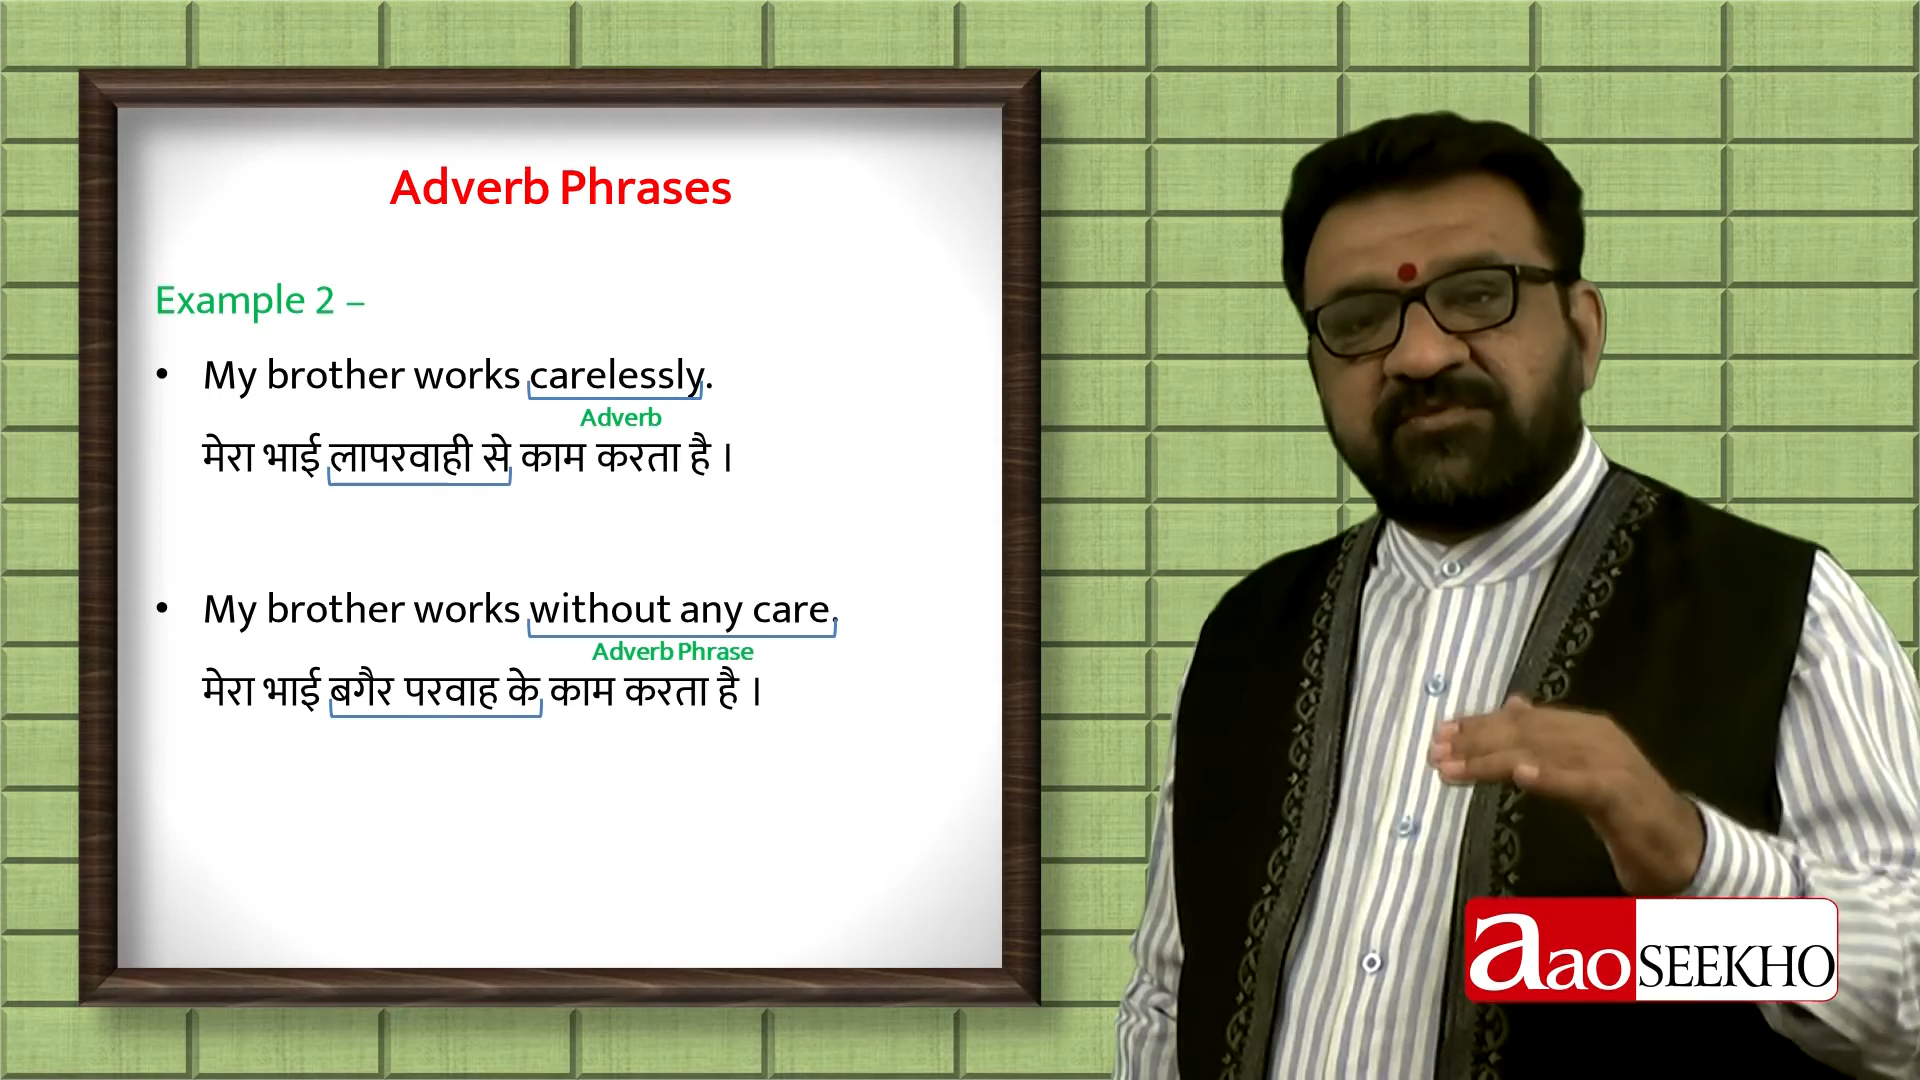 Adverb Phrases
Example 2 –
• My brother works carelessly.
Adverb
मेरा भाई लापरवाही से काम करता है ।
• My brother works without any care.
Adverb Phrase
मेरा भाई बगैर परवाह के काम करता है ।
aao SEEKHO